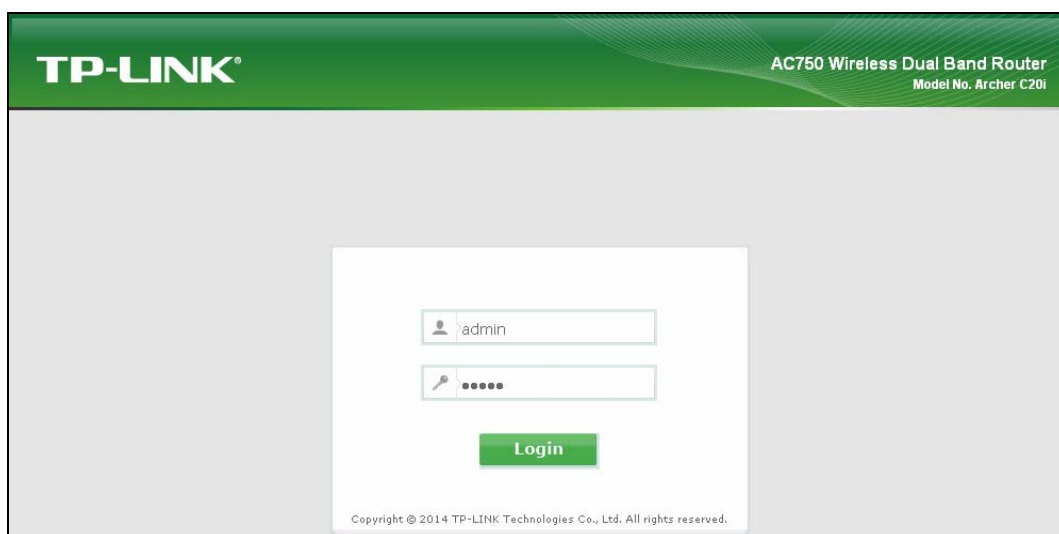 TP-LINK®
AC750 Wireless Dual Band Router
Model No. Archer C20i
admin
•••••
Login
Copyright © 2014 TP-LINK Technologies Co., Ltd. All rights reserved.